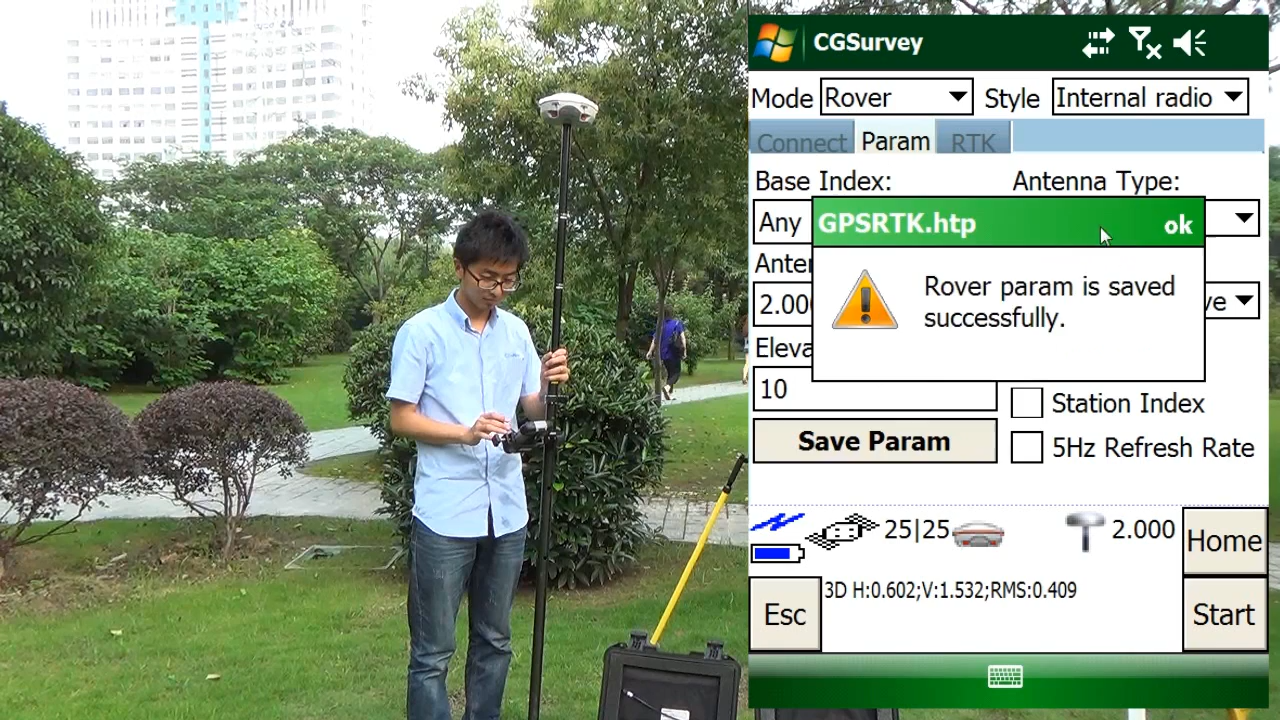 CGSurvey
Mode Rover Style Internal radio
Connect Param RTK
Base Index: Antenna Type:
Any
GPSRTK.htp ok
Rover param is saved
successfully.
10
Station Index
Save Param
5Hz Refresh Rate
25|25 2.000
Home
3D H:0.602;V:1.532;RMS:0.409
Esc
Start